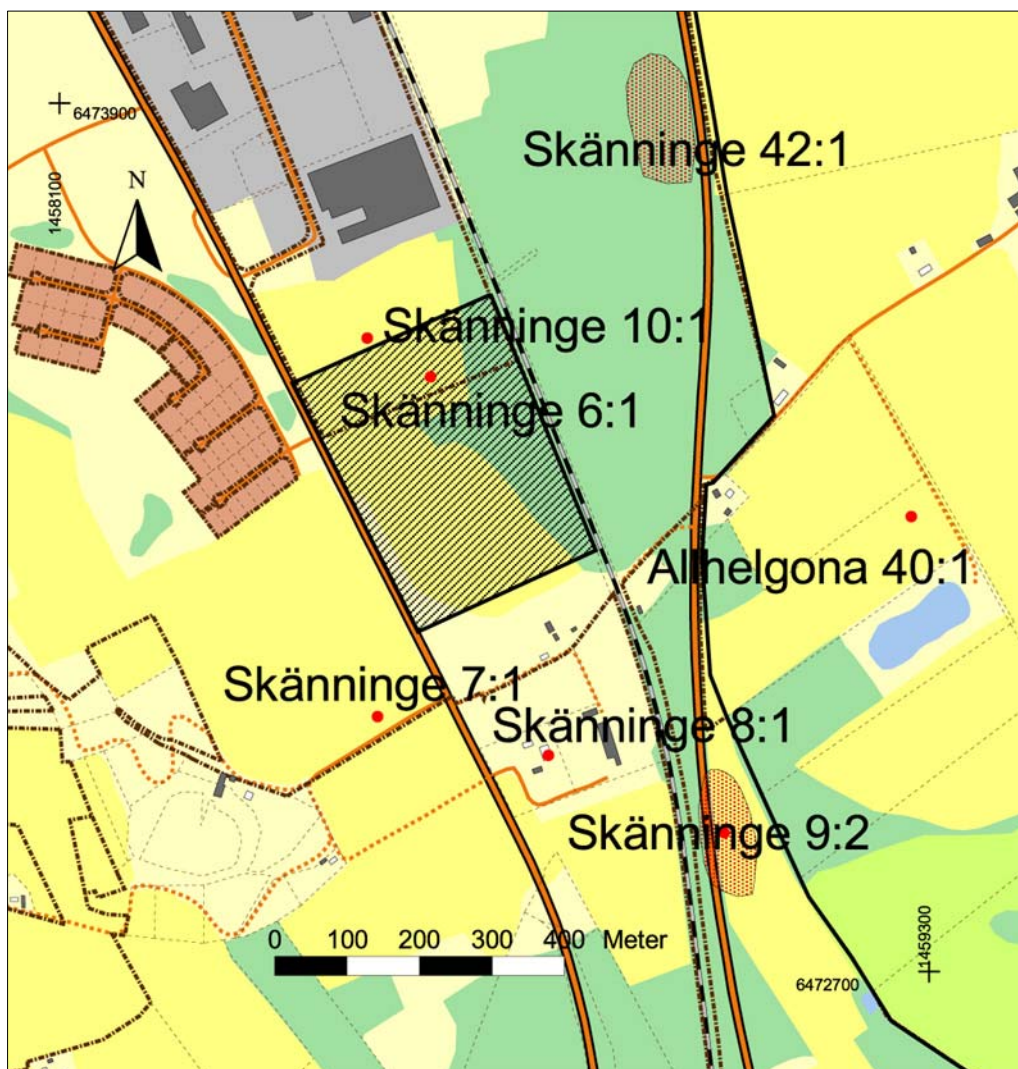 6473900
Skänninge 42:1
1458100
N
Skänninge 10:1
Skänninge 6:1
Allhelgona 40:1
Skänninge 7:1
Skänninge 8:1
Skänninge 9:2
0 100 200 300 400 Meter
1459300
6472700